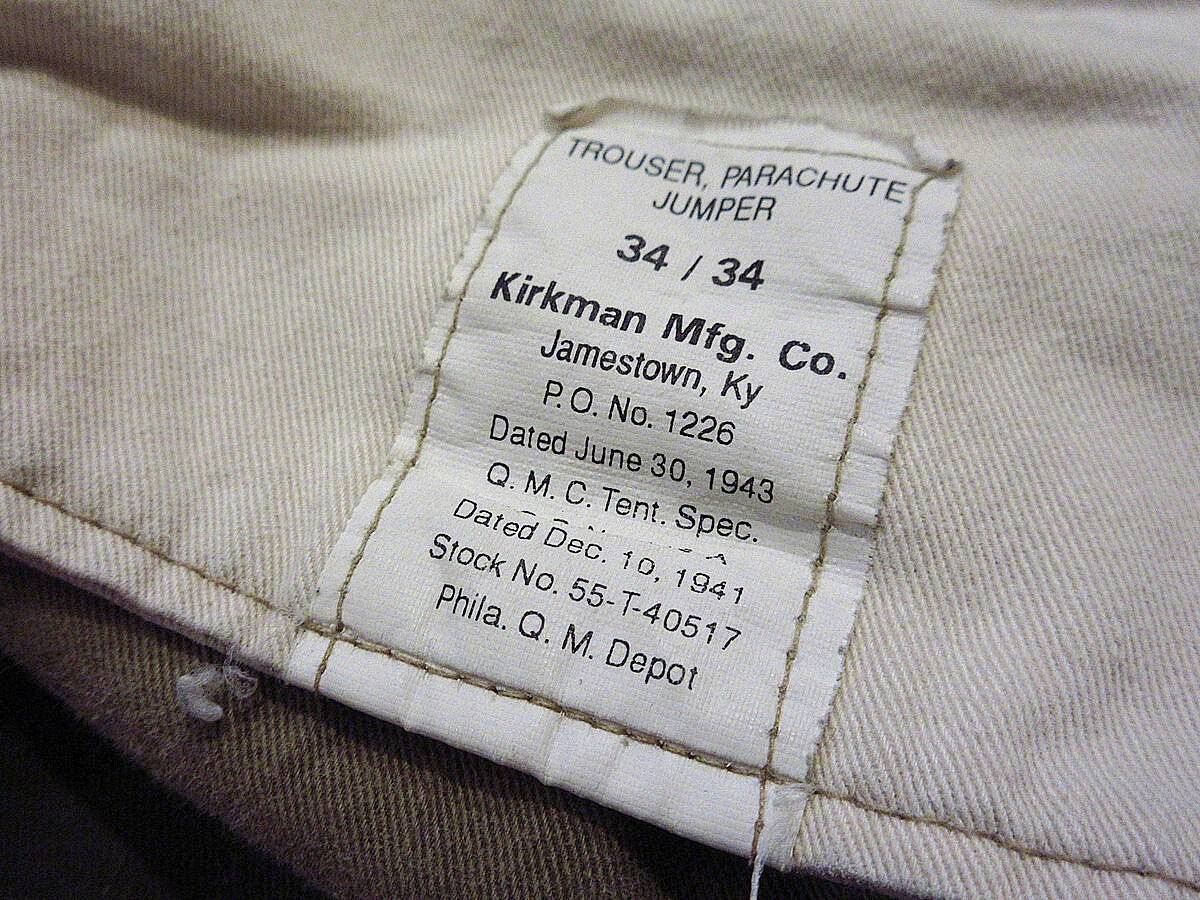 TROUSER, PARACHUTE
JUMPER
34 / 34
Kirkman Mfg. Co.
Jamestown, Ky
P.O. No. 1226
Dated June 30, 1943
Q. M. C. Tent. Spec.
Dated Dec. 10, 1941
Stock No. 55-T-40517
Phila. Q. M. Depot